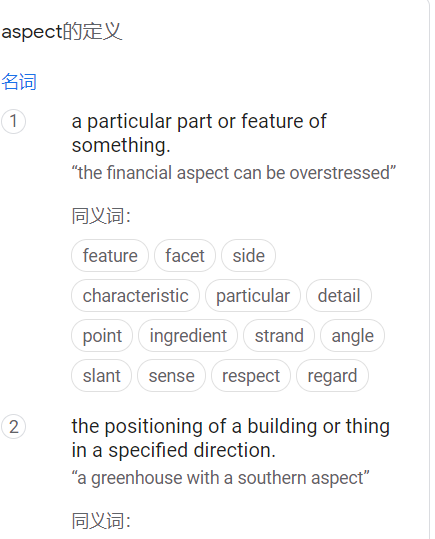 aspect的定义
名词
1 a particular part or feature of
something.
“the financial aspect can be overstressed”
同义词：
feature facet side
characteristic particular detail
point ingredient strand angle
slant sense respect regard
2 the positioning of a building or thing
in a specified direction.
“a greenhouse with a southern aspect”
同义词：